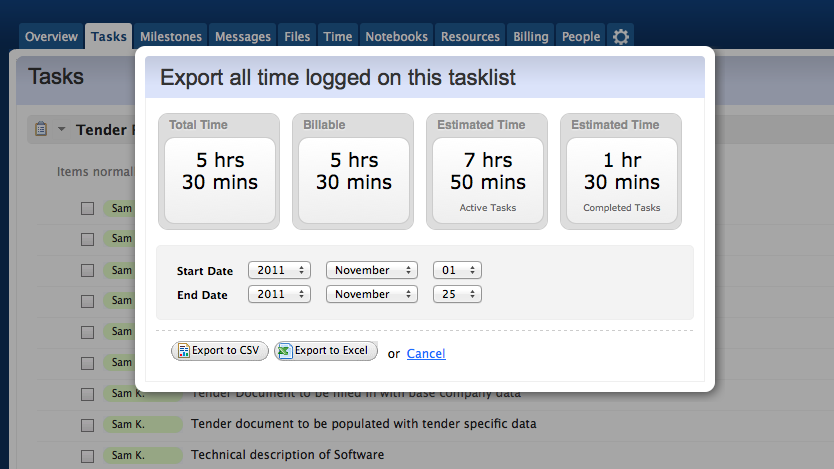 Overview Tasks Milestones Messages Files Time Notebooks Resources Billing People
Tasks
Export all time logged on this tasklist
Tender
Items normal
Total Time
5 hrs
30 mins
Billable
5 hrs
30 mins
Estimated Time
7 hrs
50 mins
Active Tasks
Estimated Time
1 hr
30 mins
Completed Tasks
Start Date 2011 November 01
End Date 2011 November 25
Export to CSV Export to Excel or Cancel
Sam
Sam
Sam
Sam
Sam
Sam
Sam K. Tender Document to be filled in with base company data
Sam K. Tender document to be populated with tender specific data
Sam K. Technical description of Software